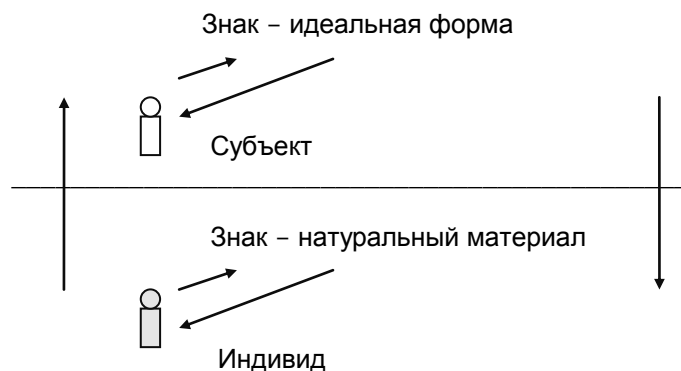 Знак – идеальная форма
Субъект
Знак – натуральный материал
Индивид